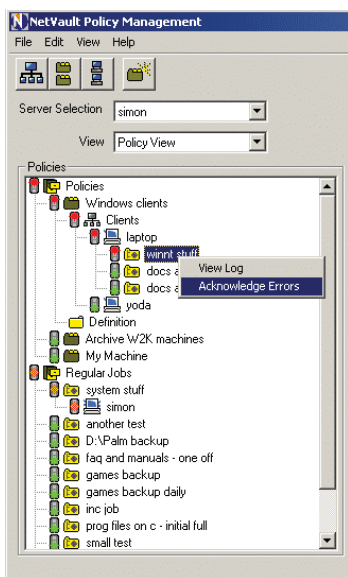 NetVault Policy Management
File Edit View Help
Server Selection simon
View Policy View
Policies
Policies
Windows clients
Clients
laptop
winnt stuff
View Log
docs a
Acknowledge Errors
docs a
yoda
Definition
Archive W2K machines
My Machine
Regular Jobs
system stuff
simon
another test
D:\Palm backup
faq and manuals - one off
games backup
games backup daily
inc job
prog files on c - initial full
small test